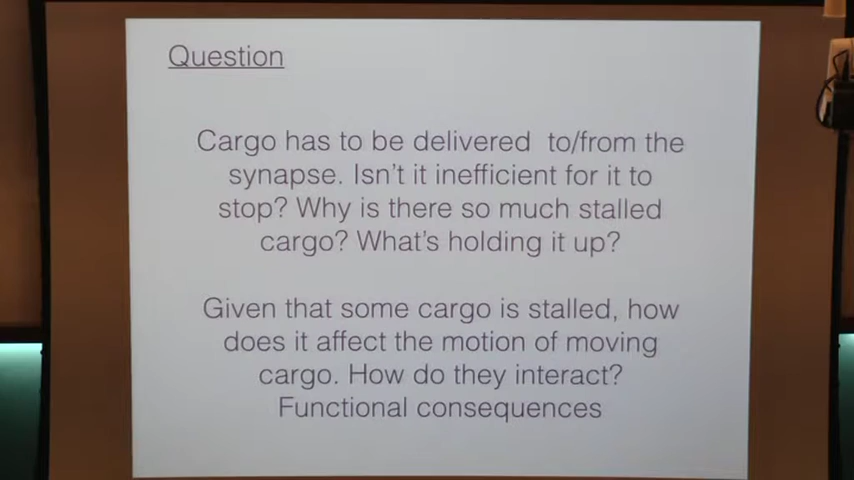 Question
Cargo has to be delivered to/from the
synapse. Isn't it inefficient for it to
stop? Why is there so much stalled
cargo? What's holding it up?
Given that some cargo is stalled, how
does it affect the motion of moving
cargo. How do they interact?
Functional consequences